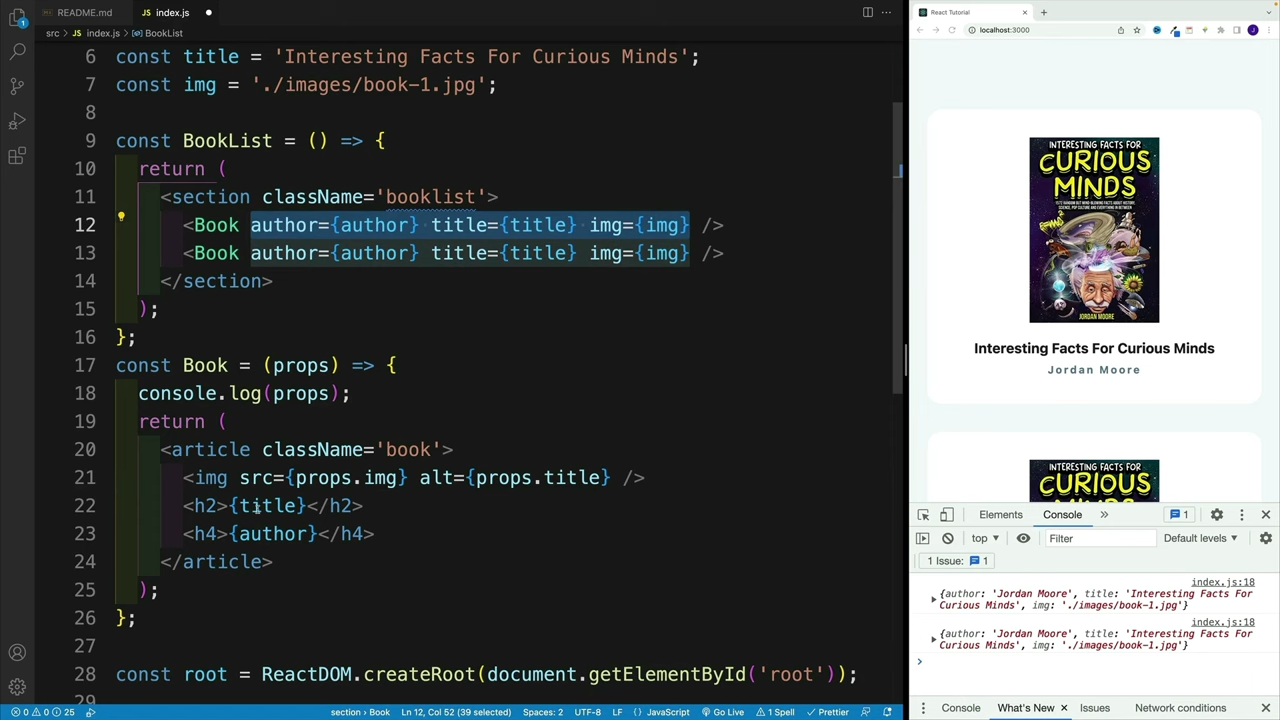 README.md
index.js
src > index.js > BookList
6 const title = 'Interesting Facts For Curious Minds';
7 const img = './images/book-1.jpg';
8
9 const BookList = () => {
10 return (
11 <section className='booklist'>
12 <Book author={author} title={title} img={img} />
13 <Book author={author} title={title} img={img} />
14 </section>
15 );
16 };
17 const Book = (props) => {
18 console.log(props);
19 return (
20 <article className='book'>
21 <img src={props.img} alt={props.title} />
22 <h2>{title}</h2>
23 <h4>{author}</h4>
24 </article>
25 );
26 };
27
28 const root = ReactDOM.createRoot(document.getElementById('root'));
29
1
0 0 25
section > Book
Ln 12, Col 52 (39 selected)
Spaces: 2
UTF-8
LF
{} JavaScript
Go Live
1 Spell
Prettier
React Tutorial
localhost:3000
J
INTERESTING FACTS FOR
CURIOUS
MINDS
JORDAN MOORE
Interesting Facts For Curious Minds
Jordan Moore
INTERESTING FACTS FOR
CURIOUS
Elements
Console
1
top
Filter
Default levels
1 Issue: 1
index.js:18
{author: 'Jordan Moore', title: 'Interesting Facts For
Curious Minds', img: './images/book-1.jpg'}
index.js:18
{author: 'Jordan Moore', title: 'Interesting Facts For
Curious Minds', img: './images/book-1.jpg'}
Console
What's New
Issues
Network conditions